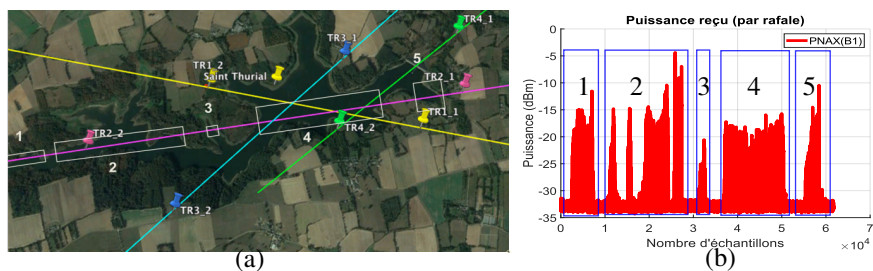 TR4_1
TR3_1
5
TR1_2
Saint Thurial
TR2_1
3
TR1_1
1
TR2_2
4
TR4_2
2
TR3_2
(a)
Puissance reçu (par rafale)
PNAX(B1)
Puissance (dBm)
0
-5
-10
-15
-20
-25
-30
-35
1
2
3
4
5
0 1 2 3 4 5 6 7
×10⁴
Nombre d'échantillons
(b)